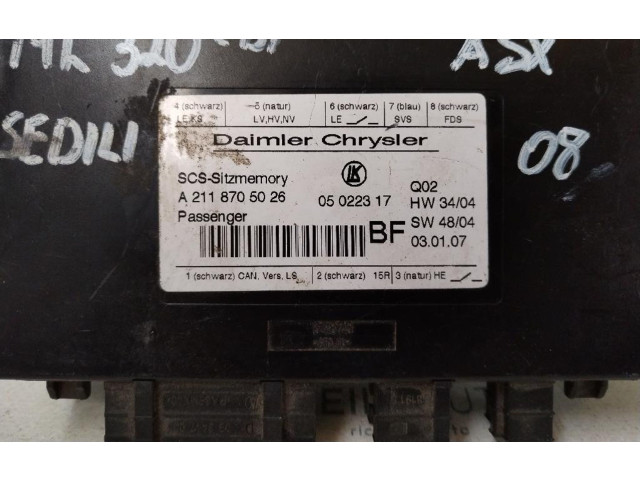 ML 320 CDI ASX
SEDILI 08
4 (schwarz) 5 (natur) 6 (schwarz) 7 (blau) 8 (schwarz)
LE KS LV,HV,NV LE SVS FDS
Daimler Chrysler
SCS-Sitzmemory LK Q02
A 211 870 50 26 05 0223 17 HW 34/04
Passenger BF SW 48/04
03.01.07
1 (schwarz) CAN, Vers, LS 2 (schwarz) 15R 3 (natur) HE